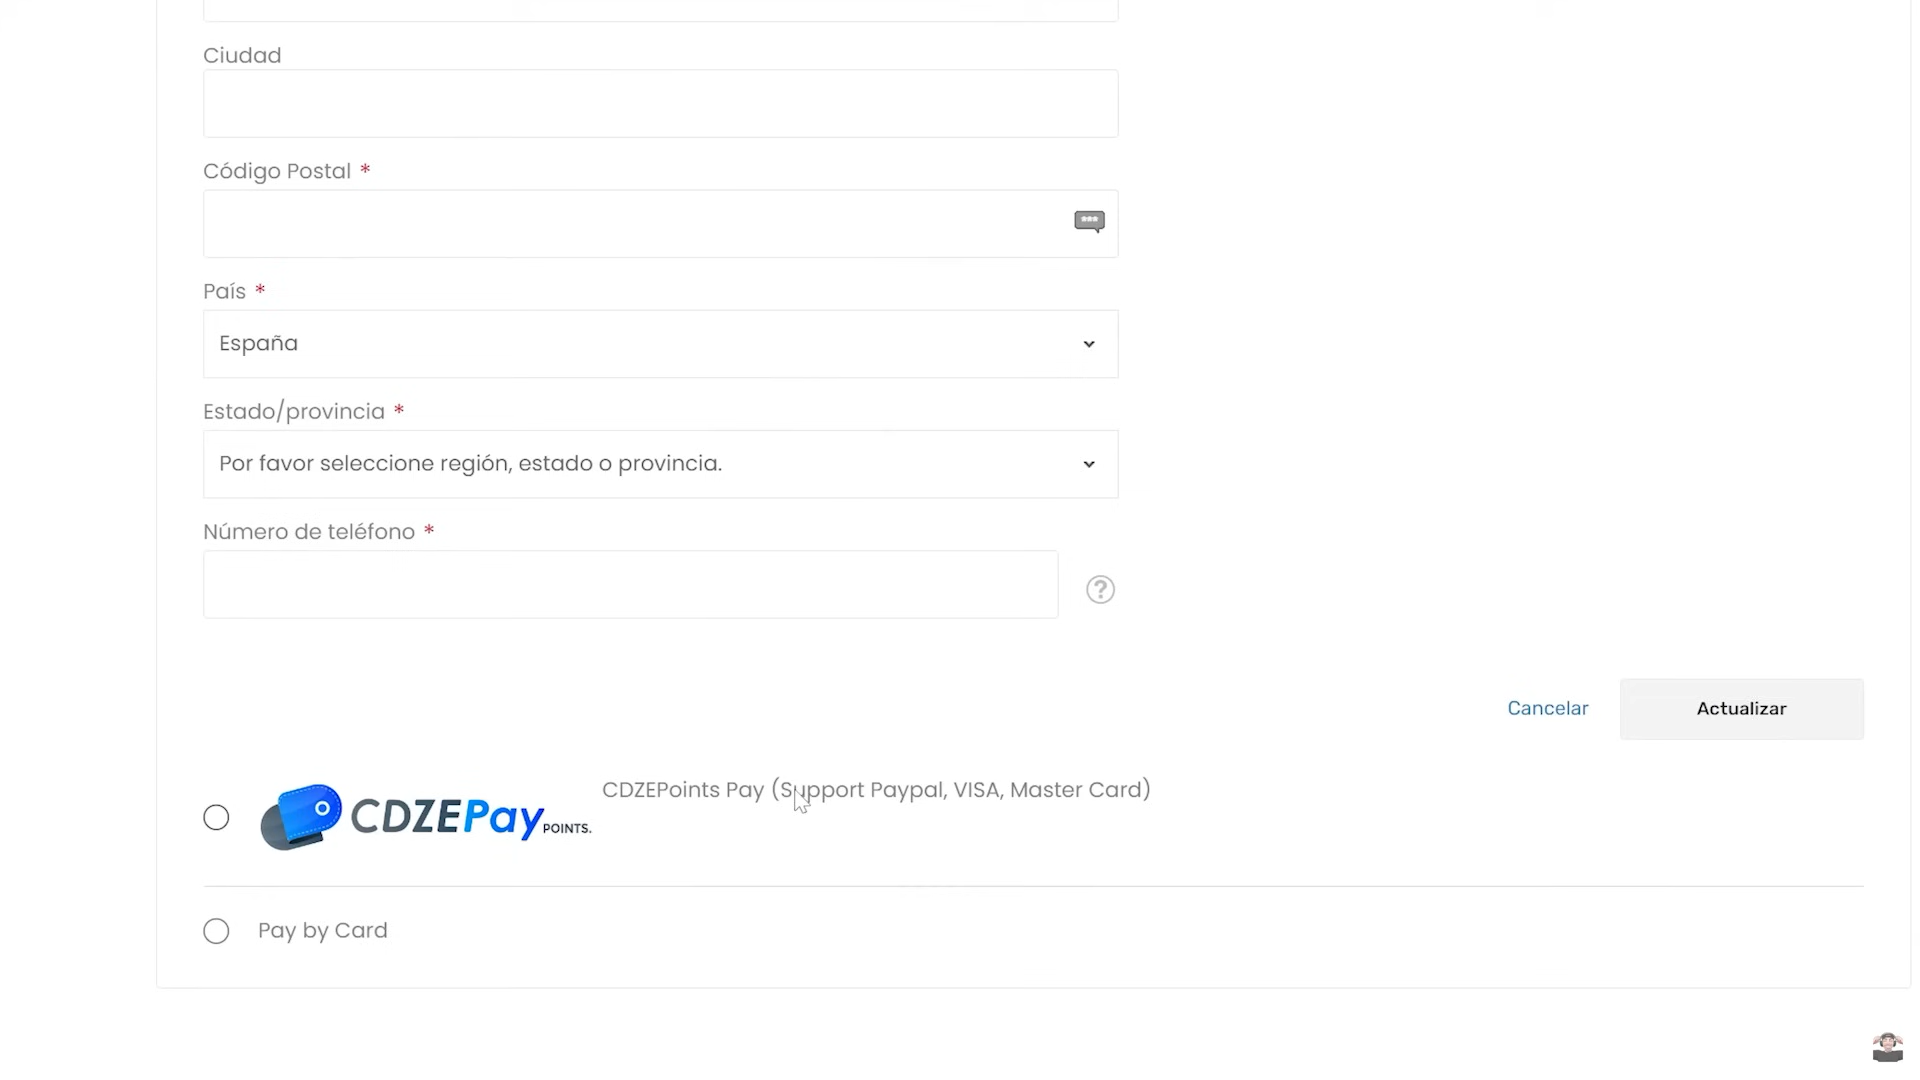 Ciudad
Código Postal *
País *
España
Estado/provincia *
Por favor seleccione región, estado o provincia.
Número de teléfono *
?
Cancelar
Actualizar
CDZEPay POINTS.
CDZEPoints Pay (Support Paypal, VISA, Master Card)
Pay by Card